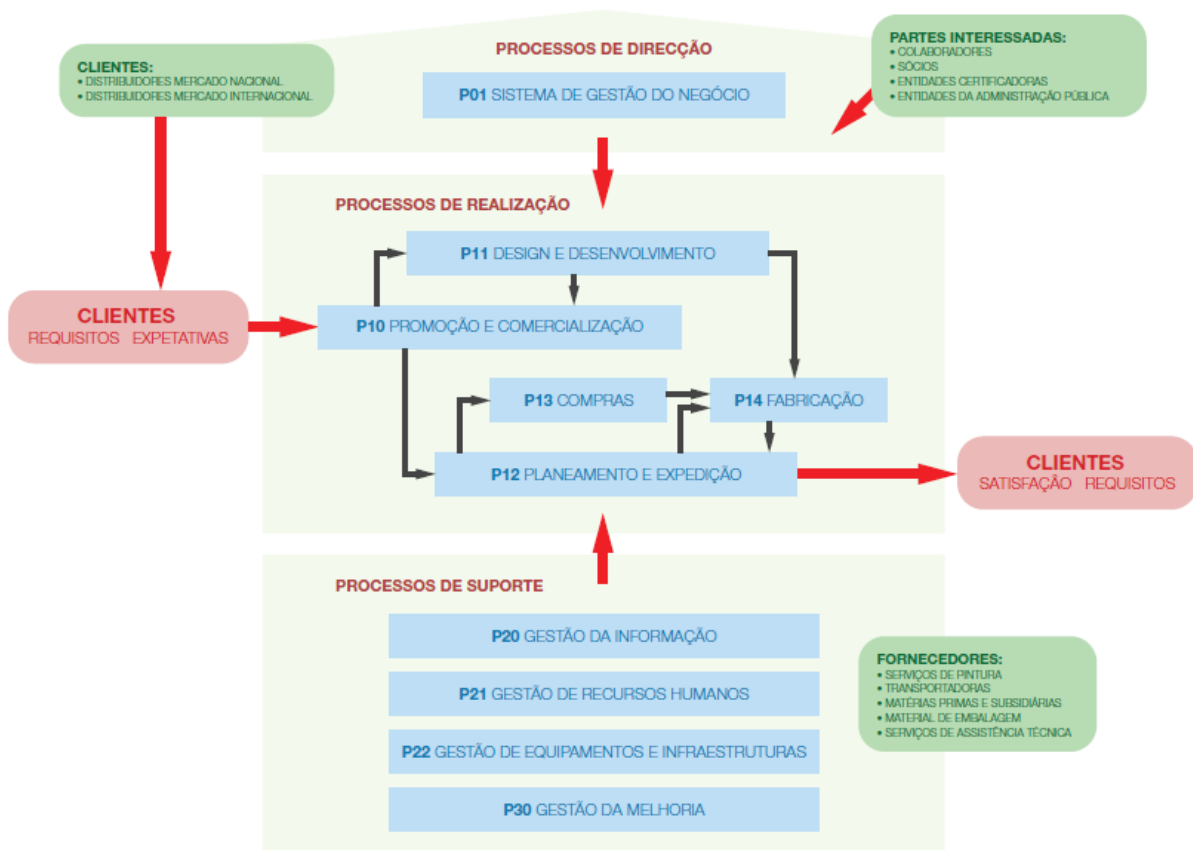 PROCESSOS DE DIRECÇÃO
P01 SISTEMA DE GESTÃO DO NEGÓCIO
CLIENTES:
• DISTRIBUIDORES MERCADO NACIONAL
• DISTRIBUIDORES MERCADO INTERNACIONAL
PARTES INTERESSADAS:
• COLABORADORES
• SÓCIOS
• ENTIDADES CERTIFICADORAS
• ENTIDADES DA ADMINISTRAÇÃO PÚBLICA
PROCESSOS DE REALIZAÇÃO
P11 DESIGN E DESENVOLVIMENTO
CLIENTES
REQUISITOS EXPETATIVAS
P10 PROMOÇÃO E COMERCIALIZAÇÃO
P13 COMPRAS
P14 FABRICAÇÃO
P12 PLANEAMENTO E EXPEDIÇÃO
CLIENTES
SATISFAÇÃO REQUISITOS
PROCESSOS DE SUPORTE
P20 GESTÃO DA INFORMAÇÃO
P21 GESTÃO DE RECURSOS HUMANOS
P22 GESTÃO DE EQUIPAMENTOS E INFRAESTRUTURAS
P30 GESTÃO DA MELHORIA
FORNECEDORES:
• SERVIÇOS DE PINTURA
• TRANSPORTADORAS
• MATÉRIAS PRIMAS E SUBSIDIÁRIAS
• MATERIAL DE EMBALAGEM
• SERVIÇOS DE ASSISTÊNCIA TÉCNICA